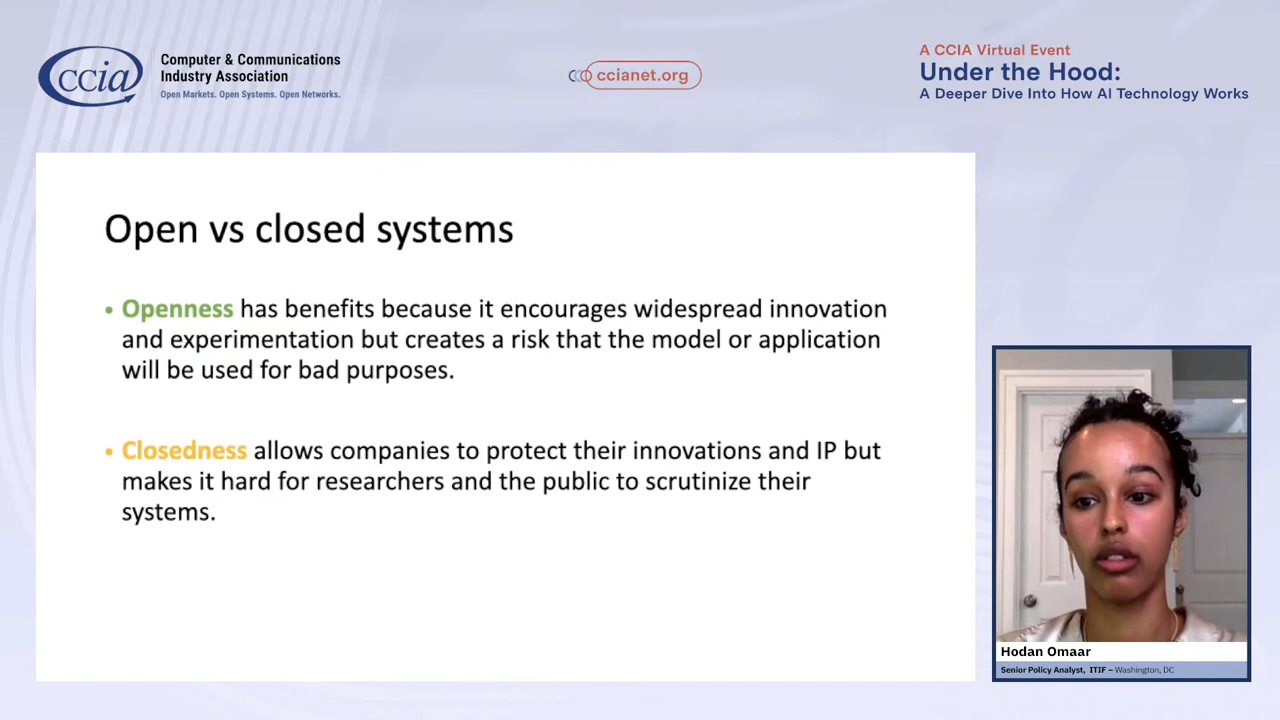 ccia
Computer & Communications
Industry Association
Open Markets. Open Systems. Open Networks.
ccianet.org
A CCIA Virtual Event
Under the Hood:
A Deeper Dive Into How AI Technology Works
Open vs closed systems
• Openness has benefits because it encourages widespread innovation
and experimentation but creates a risk that the model or application
will be used for bad purposes.
• Closedness allows companies to protect their innovations and IP but
makes it hard for researchers and the public to scrutinize their
systems.
Hodan Omaar
Senior Policy Analyst, ITIF – Washington, DC